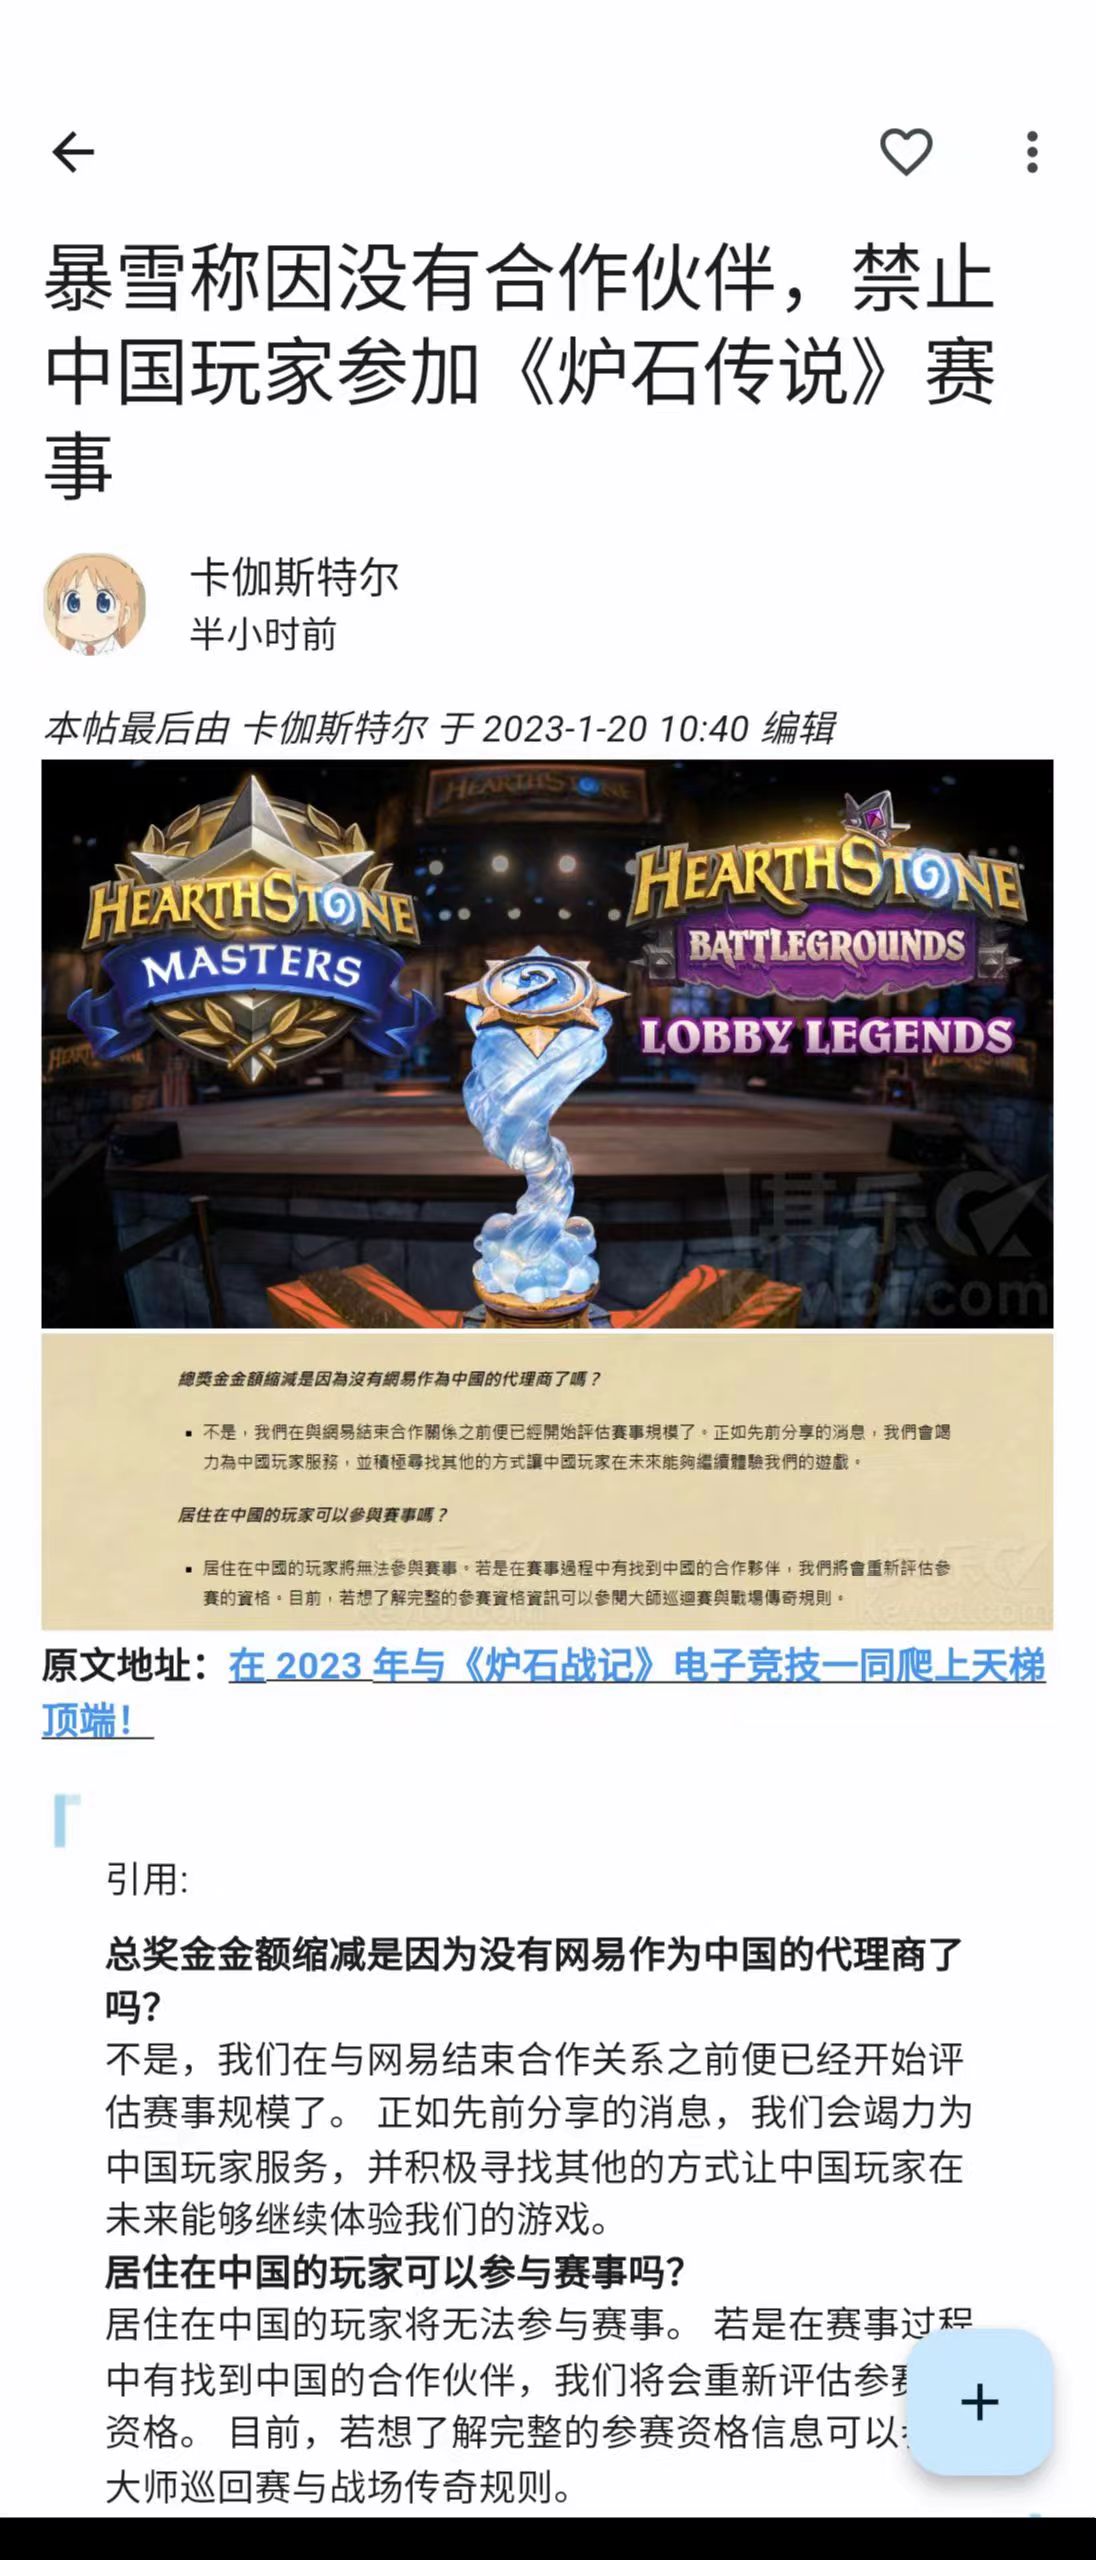 暴雪称因没有合作伙伴，禁止
中国玩家参加《炉石传说》赛
事
卡伽斯特尔
半小时前
本帖最后由 卡伽斯特尔 于 2023-1-20 10:40 编辑
HEARTHSTONE
HEARTHSTONE
MASTERS
HEARTHSTONE
BATTLEGROUNDS
LOBBY LEGENDS
其乐
Keylol.com
總獎金金額縮減是因為沒有網易作為中國的代理商了嗎？
不是，我們在與網易結束合作關係之前便已經開始評估賽事規模了。正如先前分享的消息，我們會竭
力為中國玩家服務，並積極尋找其他的方式讓中國玩家在未來能夠繼續體驗我們的遊戲。
居住在中國的玩家可以參與賽事嗎？
居住在中國的玩家將無法參與賽事。若是在賽事過程中有找到中國的合作夥伴，我們將會重新評估參
賽的資格。目前，若想了解完整的參賽資格資訊可以參閱大師巡迴賽與戰場傳奇規則。
原文地址：在 2023 年与《炉石战记》电子竞技一同爬上天梯
顶端！
引用:
总奖金金额缩减是因为没有网易作为中国的代理商了
吗？
不是，我们在与网易结束合作关系之前便已经开始评
估赛事规模了。 正如先前分享的消息，我们会竭力为
中国玩家服务，并积极寻找其他的方式让中国玩家在
未来能够继续体验我们的游戏。
居住在中国的玩家可以参与赛事吗？
居住在中国的玩家将无法参与赛事。 若是在赛事过程
中有找到中国的合作伙伴，我们将会重新评估参赛
资格。 目前，若想了解完整的参赛资格信息可以
大师巡回赛与战场传奇规则。